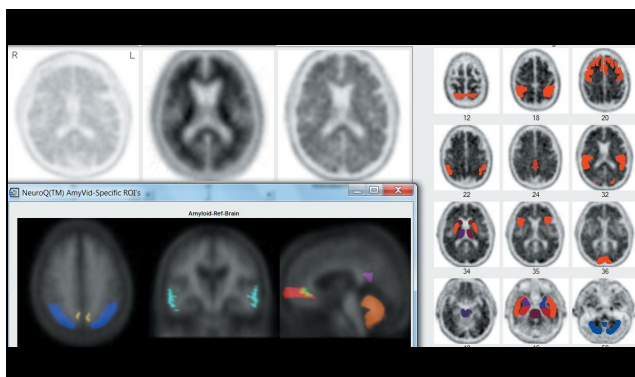 R L
12 18 20
22 24 32
NeuroQ(TM) AmyVid-Specific ROI's
Amyloid-Ref-Brain
34 35 36